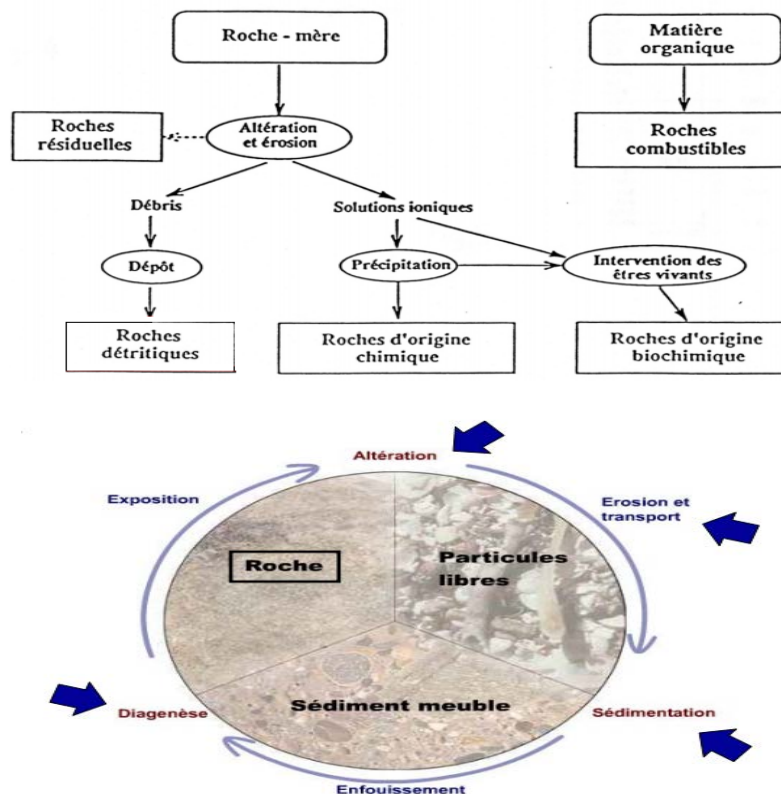 Roche - mère
Matière
organique
Roches
résiduelles
Altération
et érosion
Roches
combustibles
Débris
Solutions ioniques
Dépôt
Précipitation
Intervention des
êtres vivants
Roches
détritiques
Roches d'origine
chimique
Roches d'origine
biochimique
Altération
Exposition
Erosion et
transport
Roche
Particules
libres
Diagenèse
Sédiment meuble
Sédimentation
Enfouissement